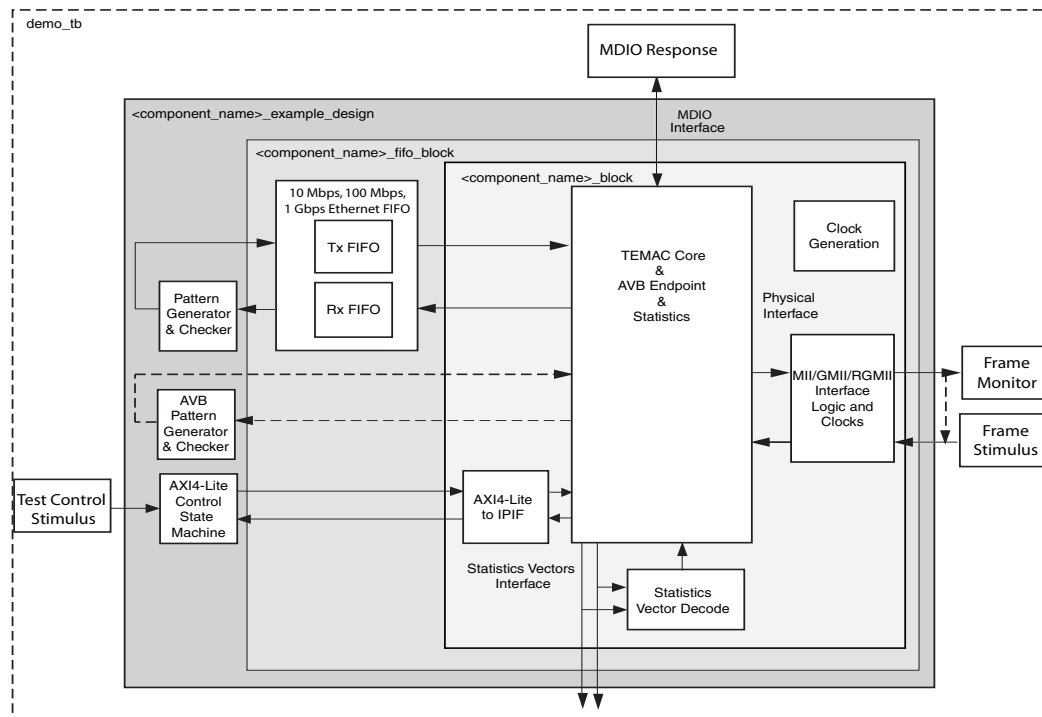 demo_tb
MDIO Response
<component_name>_example_design
MDIO
Interface
<component_name>_fifo_block
<component_name>_block
10 Mbps, 100 Mbps,
1 Gbps Ethernet FIFO
Tx FIFO
Rx FIFO
TEMAC Core
&
AVB Endpoint
&
Statistics
Clock
Generation
Pattern
Generator
& Checker
Physical
Interface
MII/GMII/RGMII
Interface
Logic and
Clocks
Frame
Monitor
Frame
Stimulus
AVB
Pattern
Generator
& Checker
Test Control
Stimulus
AXI4-Lite
Control
State
Machine
AXI4-Lite
to IPIF
Statistics Vectors
Interface
Statistics
Vector Decode